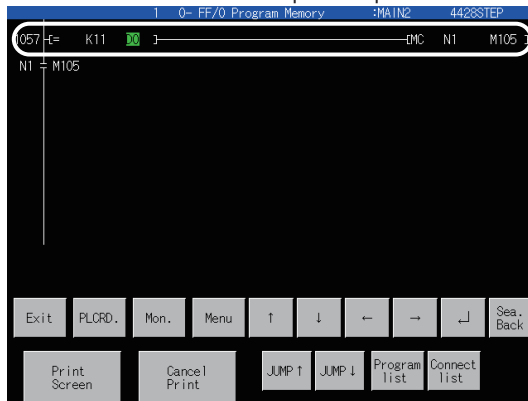 1 0- FF/0 Program Memory :MAIN2 4428STEP
1057 [= K11 D0 ] [MC N1 M105 ]
N1 M105
Exit PLCRD. Mon. Menu ↑ ↓ ← → ↵ Sea. Back
Print Screen Cancel Print JUMP↑ JUMP↓ Program list Connect list